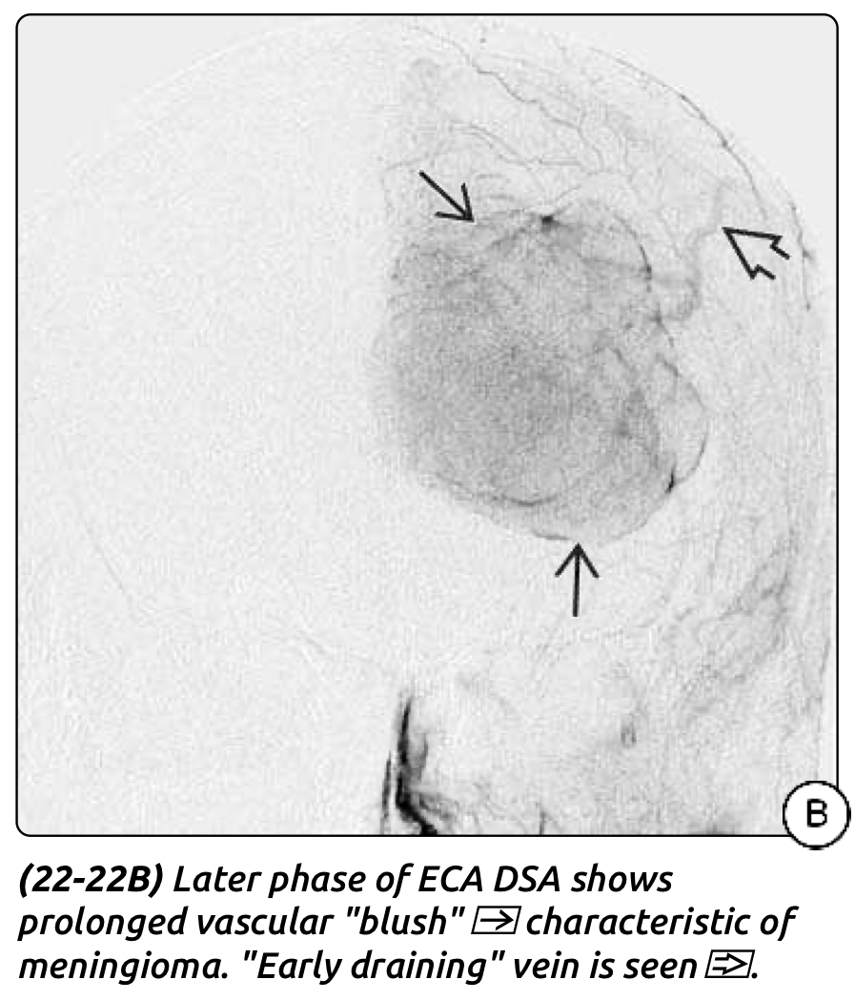 B
(22-22B) Later phase of ECA DSA shows
prolonged vascular "blush" characteristic of
meningioma. "Early draining" vein is seen .